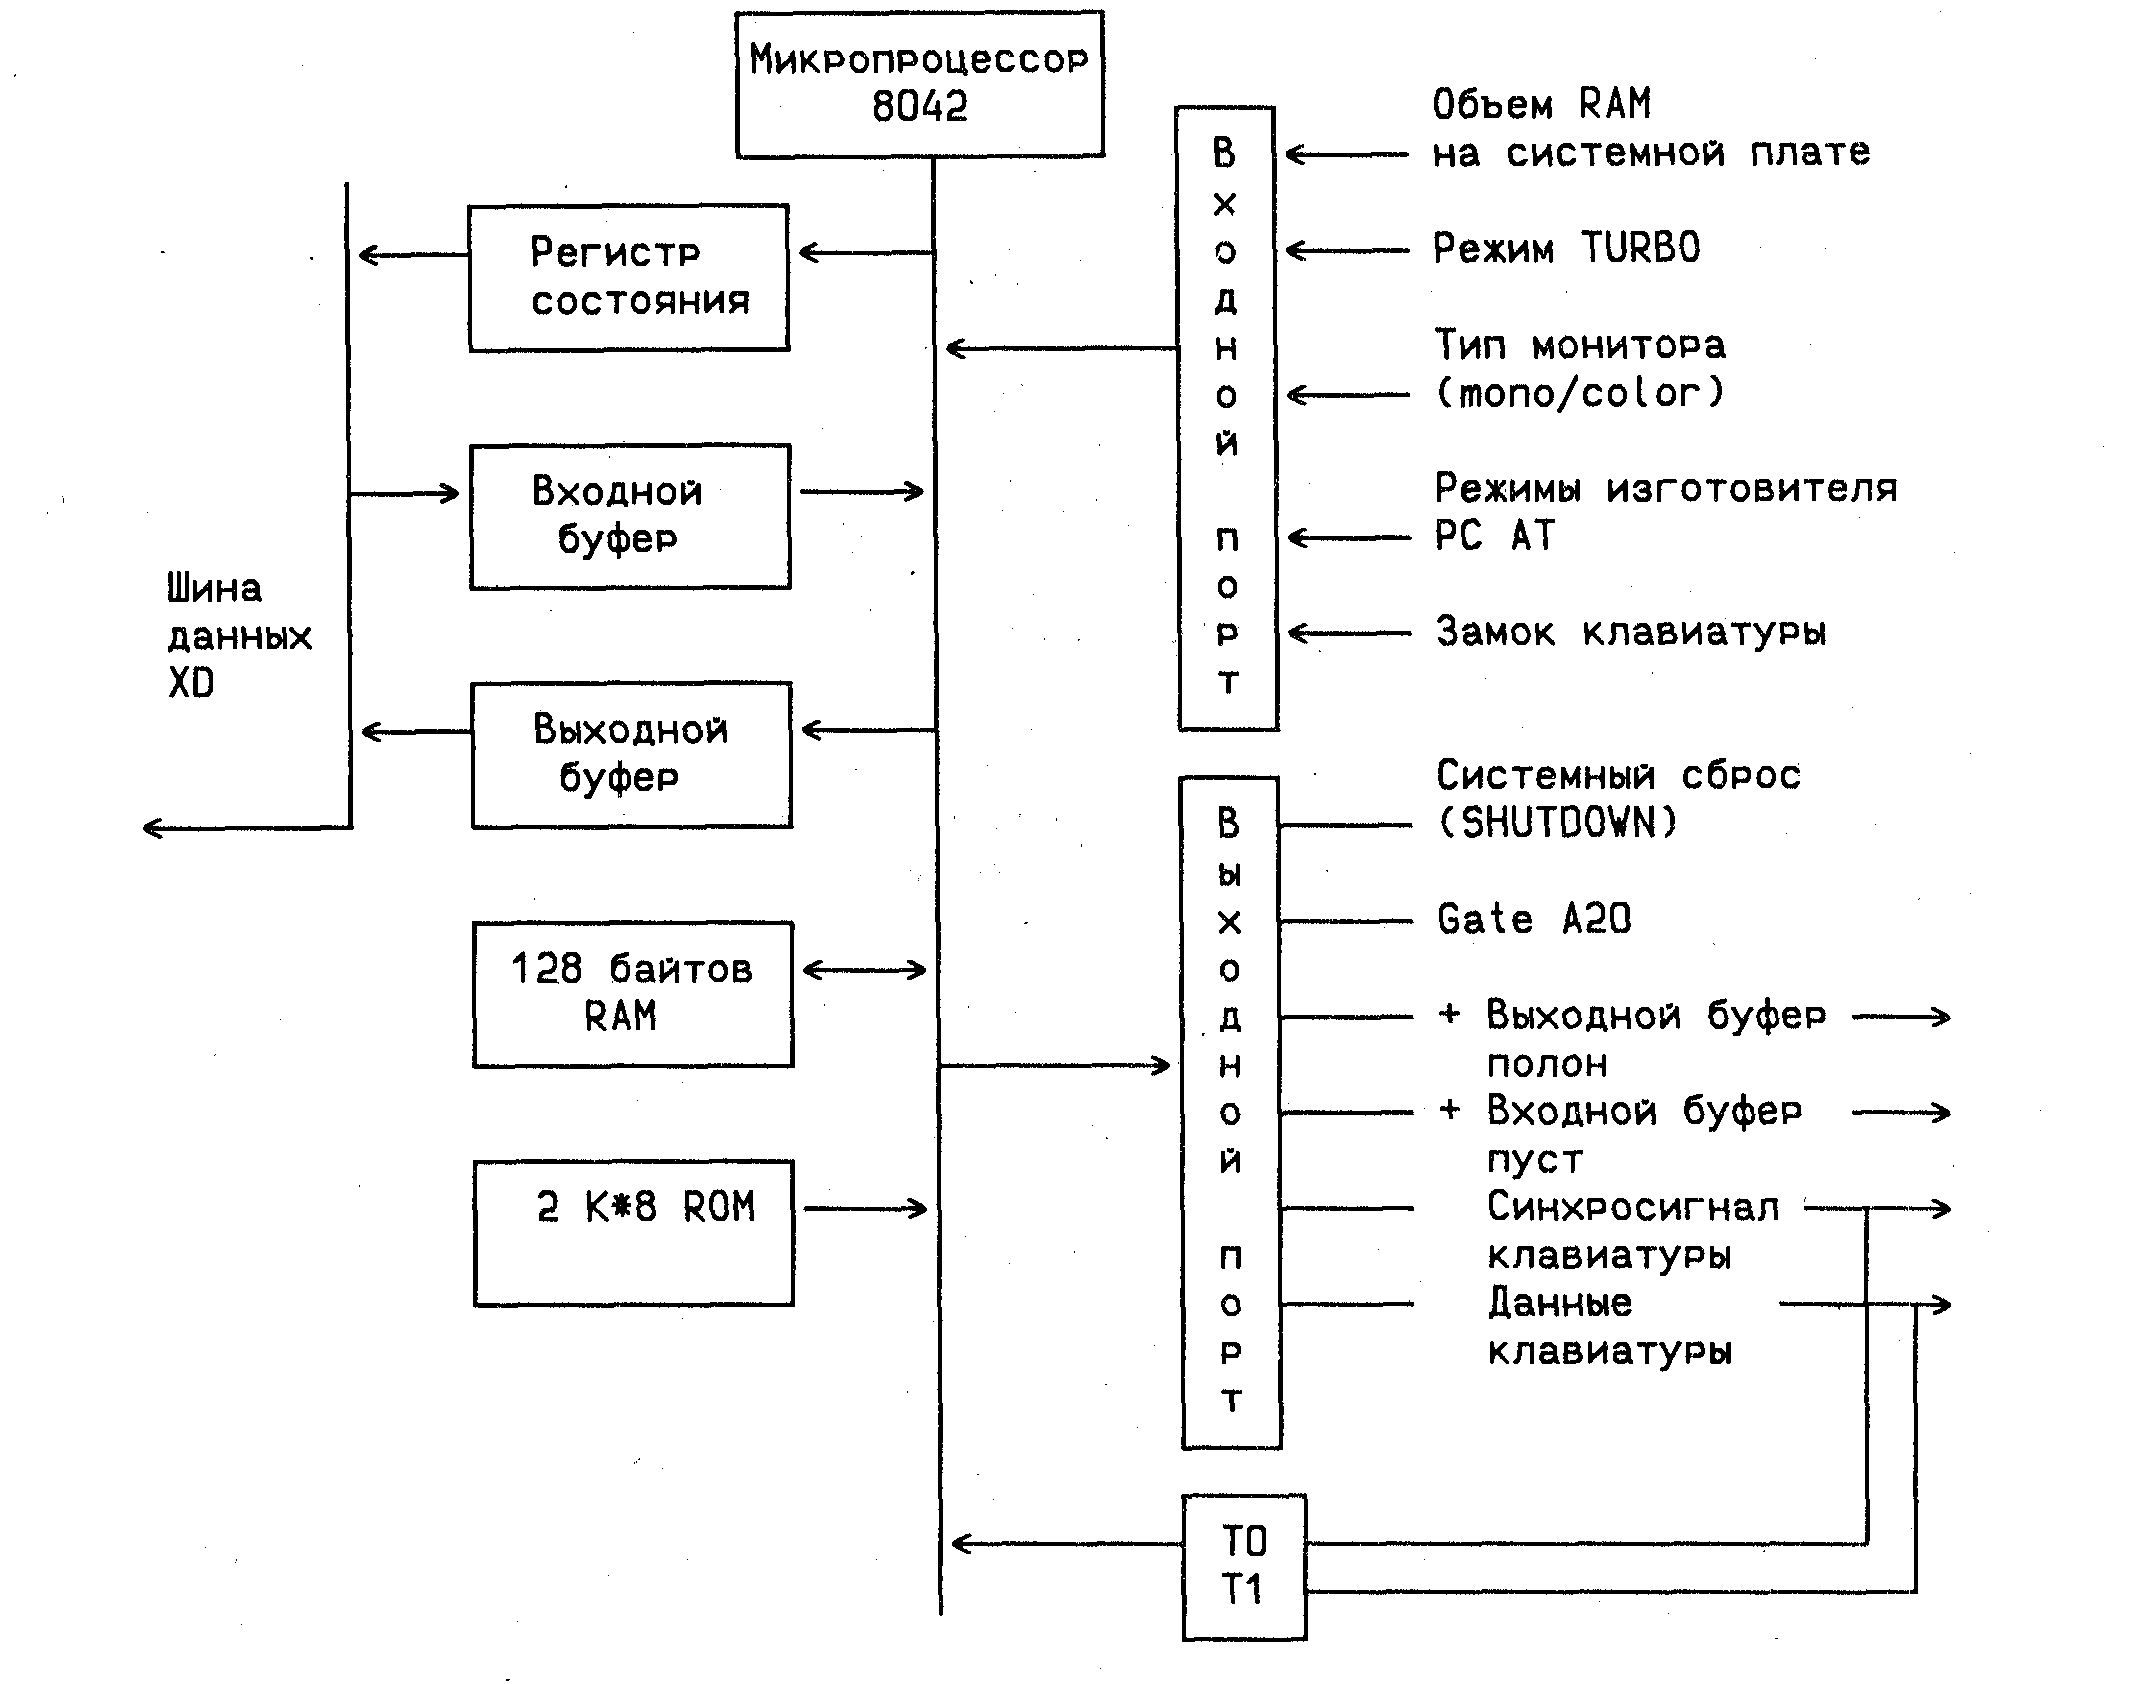 Микропроцессор
8042
Регистр
состояния
Входной
буфер
Шина
данных
XD
Выходной
буфер
128 байтов
RAM
2 K*8 ROM
Входной порт
Объем RAM
на системной плате
Режим TURBO
Тип монитора
(mono/color)
Режимы изготовителя
PC AT
Замок клавиатуры
Выходной порт
Системный сброс
(SHUTDOWN)
Gate A20
+ Выходной буфер
полон
+ Входной буфер
пуст
Синхросигнал
клавиатуры
Данные
клавиатуры
T0
T1